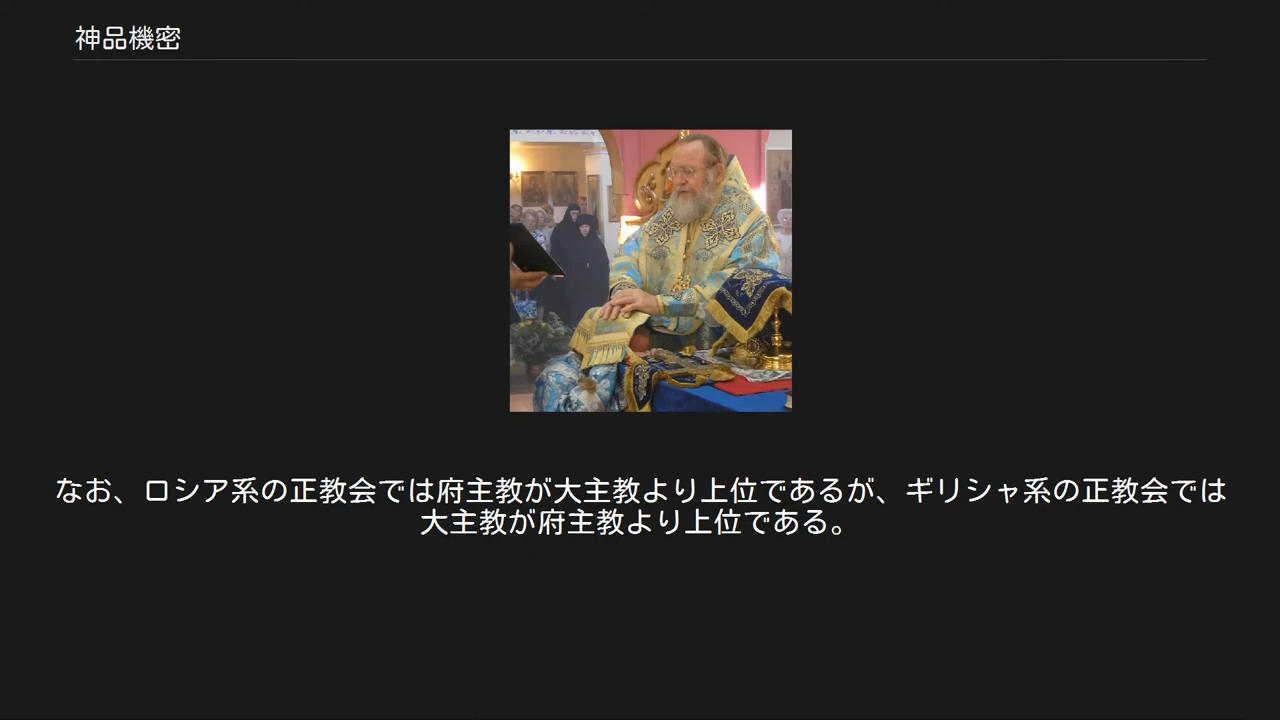 神品機密
なお、ロシア系の正教会では府主教が大主教より上位であるが、ギリシャ系の正教会では
大主教が府主教より上位である。